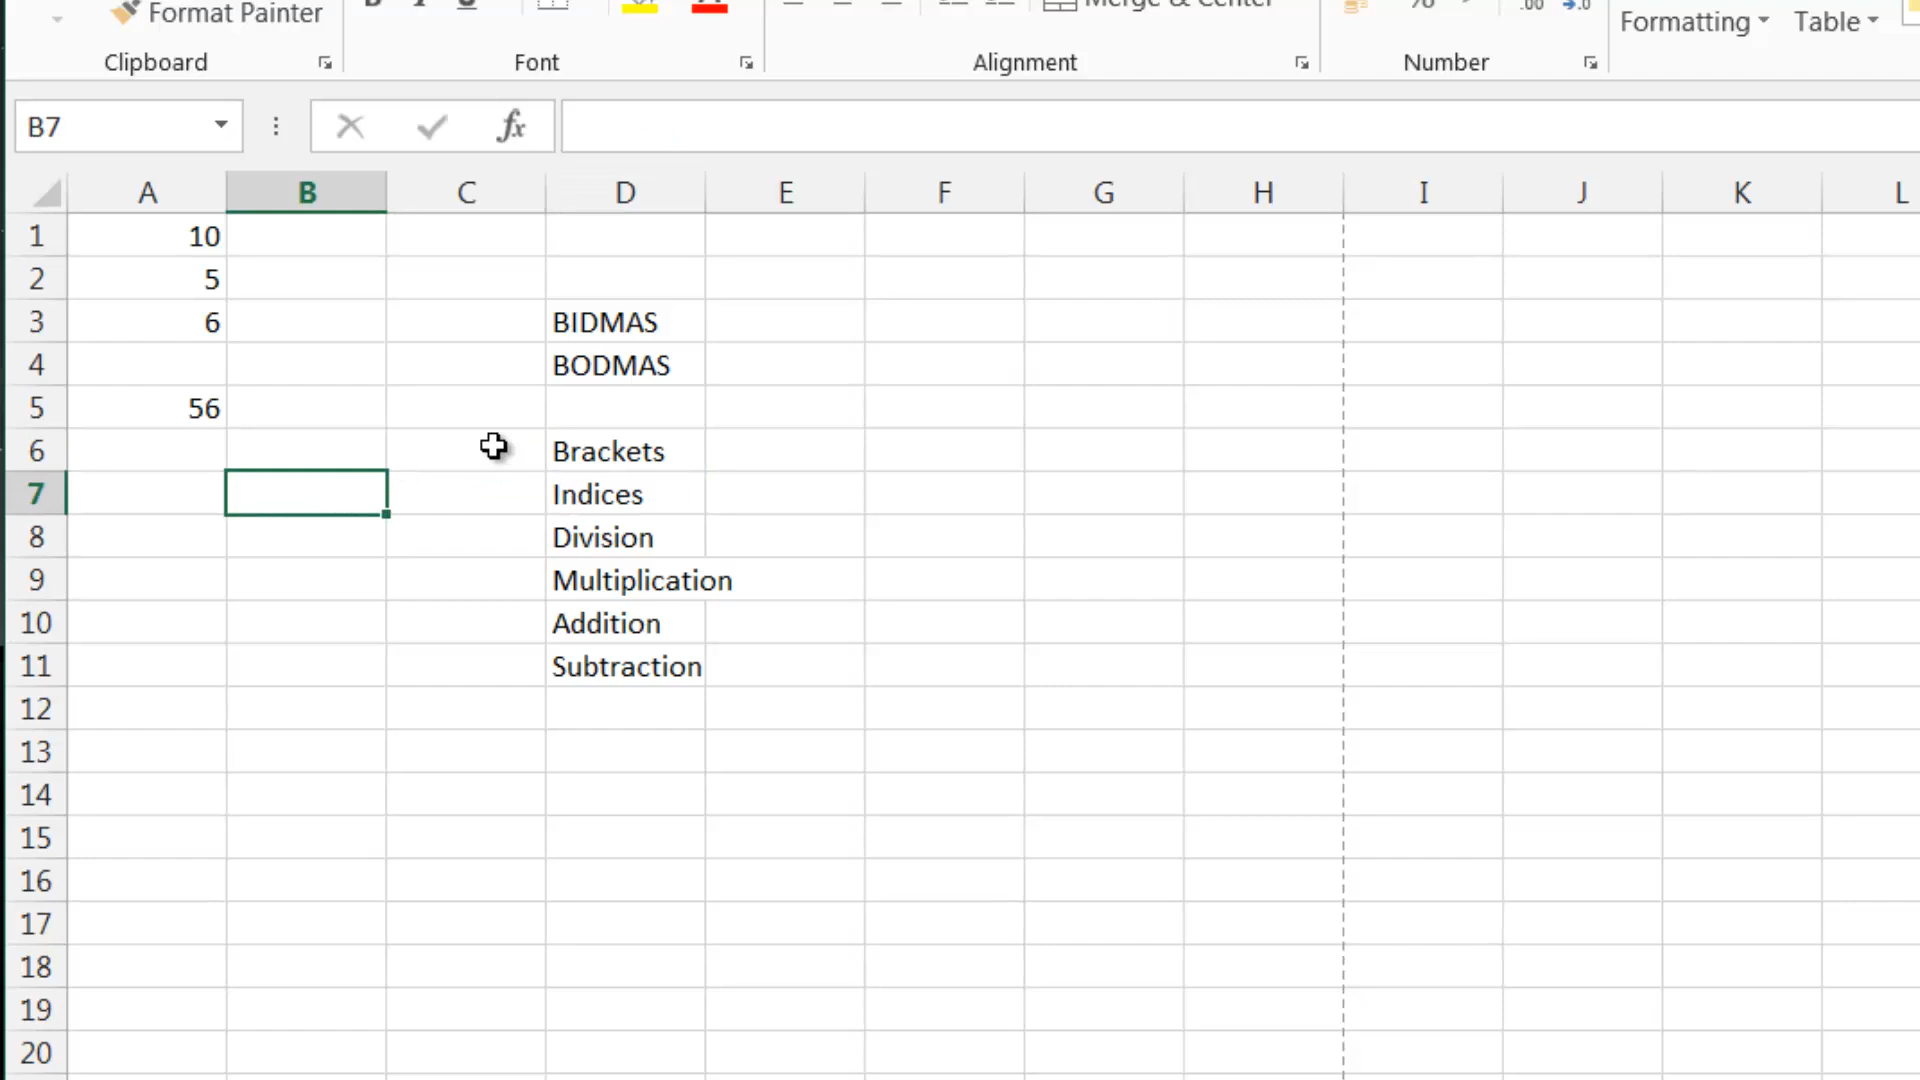 Format Painter
Merge & Center
Formatting
Table
Clipboard
Font
Alignment
Number
B7
fx
A B C D E F G H I J K L
1 10
2 5
3 6 BIDMAS
4 BODMAS
5 56
6 Brackets
7 Indices
8 Division
9 Multiplication
10 Addition
11 Subtraction
12
13
14
15
16
17
18
19
20